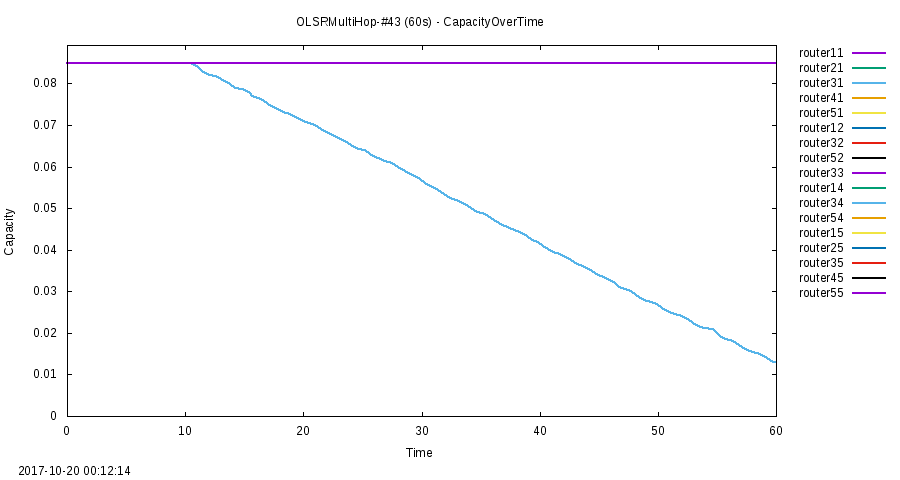 OLSRMultiHop-#43 (60s) - CapacityOverTime
router11
router21
router31
router41
router51
router12
router32
router52
router33
router14
router34
router54
router15
router25
router35
router45
router55
0.08
0.07
0.06
0.05
0.04
0.03
0.02
0.01
0
Capacity
0 10 20 30 40 50 60
Time
2017-10-20 00:12:14